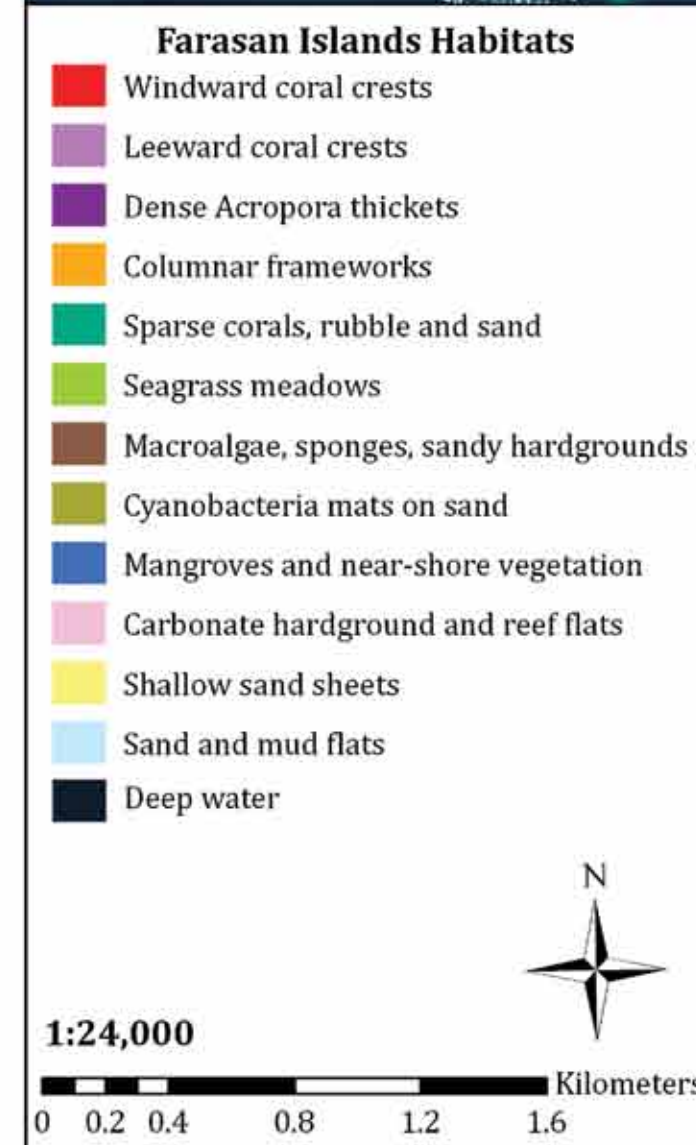 Farasan Islands Habitats
Windward coral crests
Leeward coral crests
Dense Acropora thickets
Columnar frameworks
Sparse corals, rubble and sand
Seagrass meadows
Macroalgae, sponges, sandy hardgrounds
Cyanobacteria mats on sand
Mangroves and near-shore vegetation
Carbonate hardground and reef flats
Shallow sand sheets
Sand and mud flats
Deep water
N
1:24,000
Kilometers
0 0.2 0.4 0.8 1.2 1.6